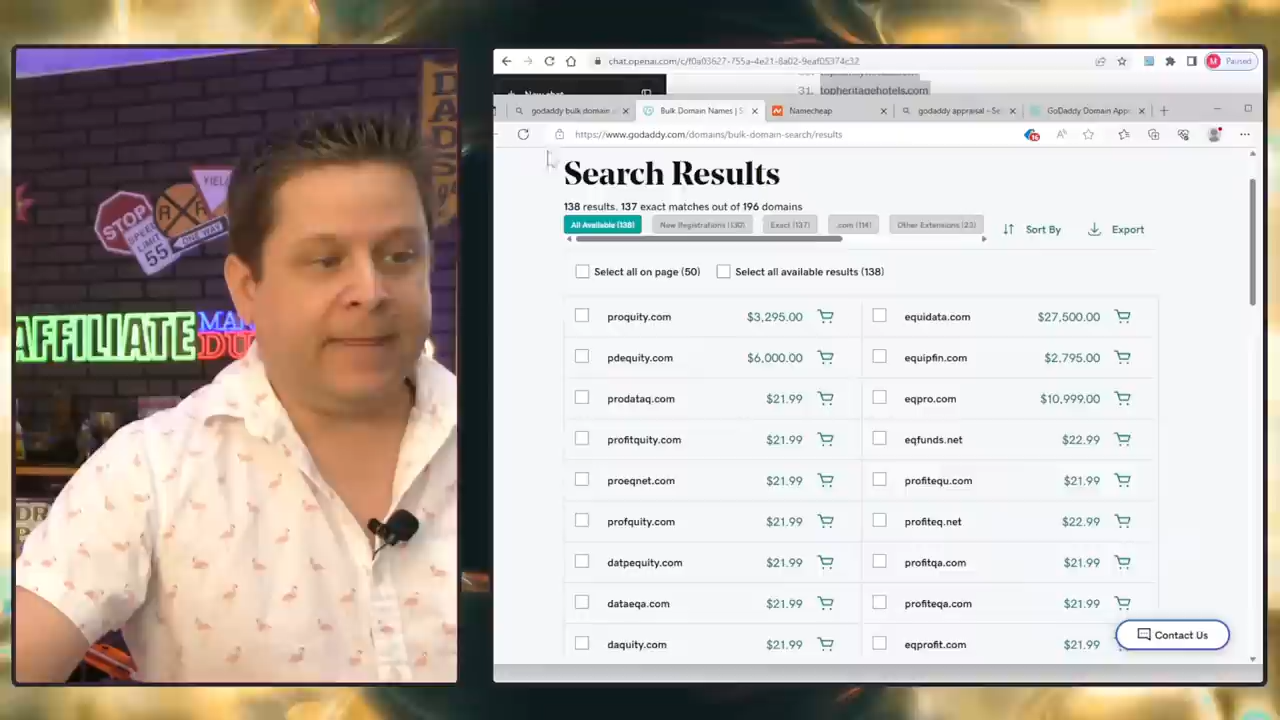 STOP!
SPEED
LIMIT
55
YIELD
R R
DADS
AFFILIATE
MAR
DU
chat.openai.com/c/f0a03627-755a-4e21-8a02-9eaf05374c32
Paused
New chat
31. topheritagehotels.com
godaddy bulk domain
Bulk Domain Names | S
Namecheap
godaddy appraisal - Se
GoDaddy Domain App
https://www.godaddy.com/domains/bulk-domain-search/results
Search Results
138 results. 137 exact matches out of 196 domains
All Available (138)
New Registrations (130)
Exact (137)
.com (114)
Other Extensions (23)
Sort By
Export
Select all on page (50)
Select all available results (138)
proquity.com $3,295.00
equidata.com $27,500.00
pdequity.com $6,000.00
equipfin.com $2,795.00
prodataq.com $21.99
eqpro.com $10,999.00
profitquity.com $21.99
eqfunds.net $22.99
proeqnet.com $21.99
profitequ.com $21.99
profquity.com $21.99
profiteq.net $22.99
datpequity.com $21.99
profitqa.com $21.99
dataeqa.com $21.99
profiteqa.com $21.99
daquity.com $21.99
eqprofit.com $21.99
Contact Us